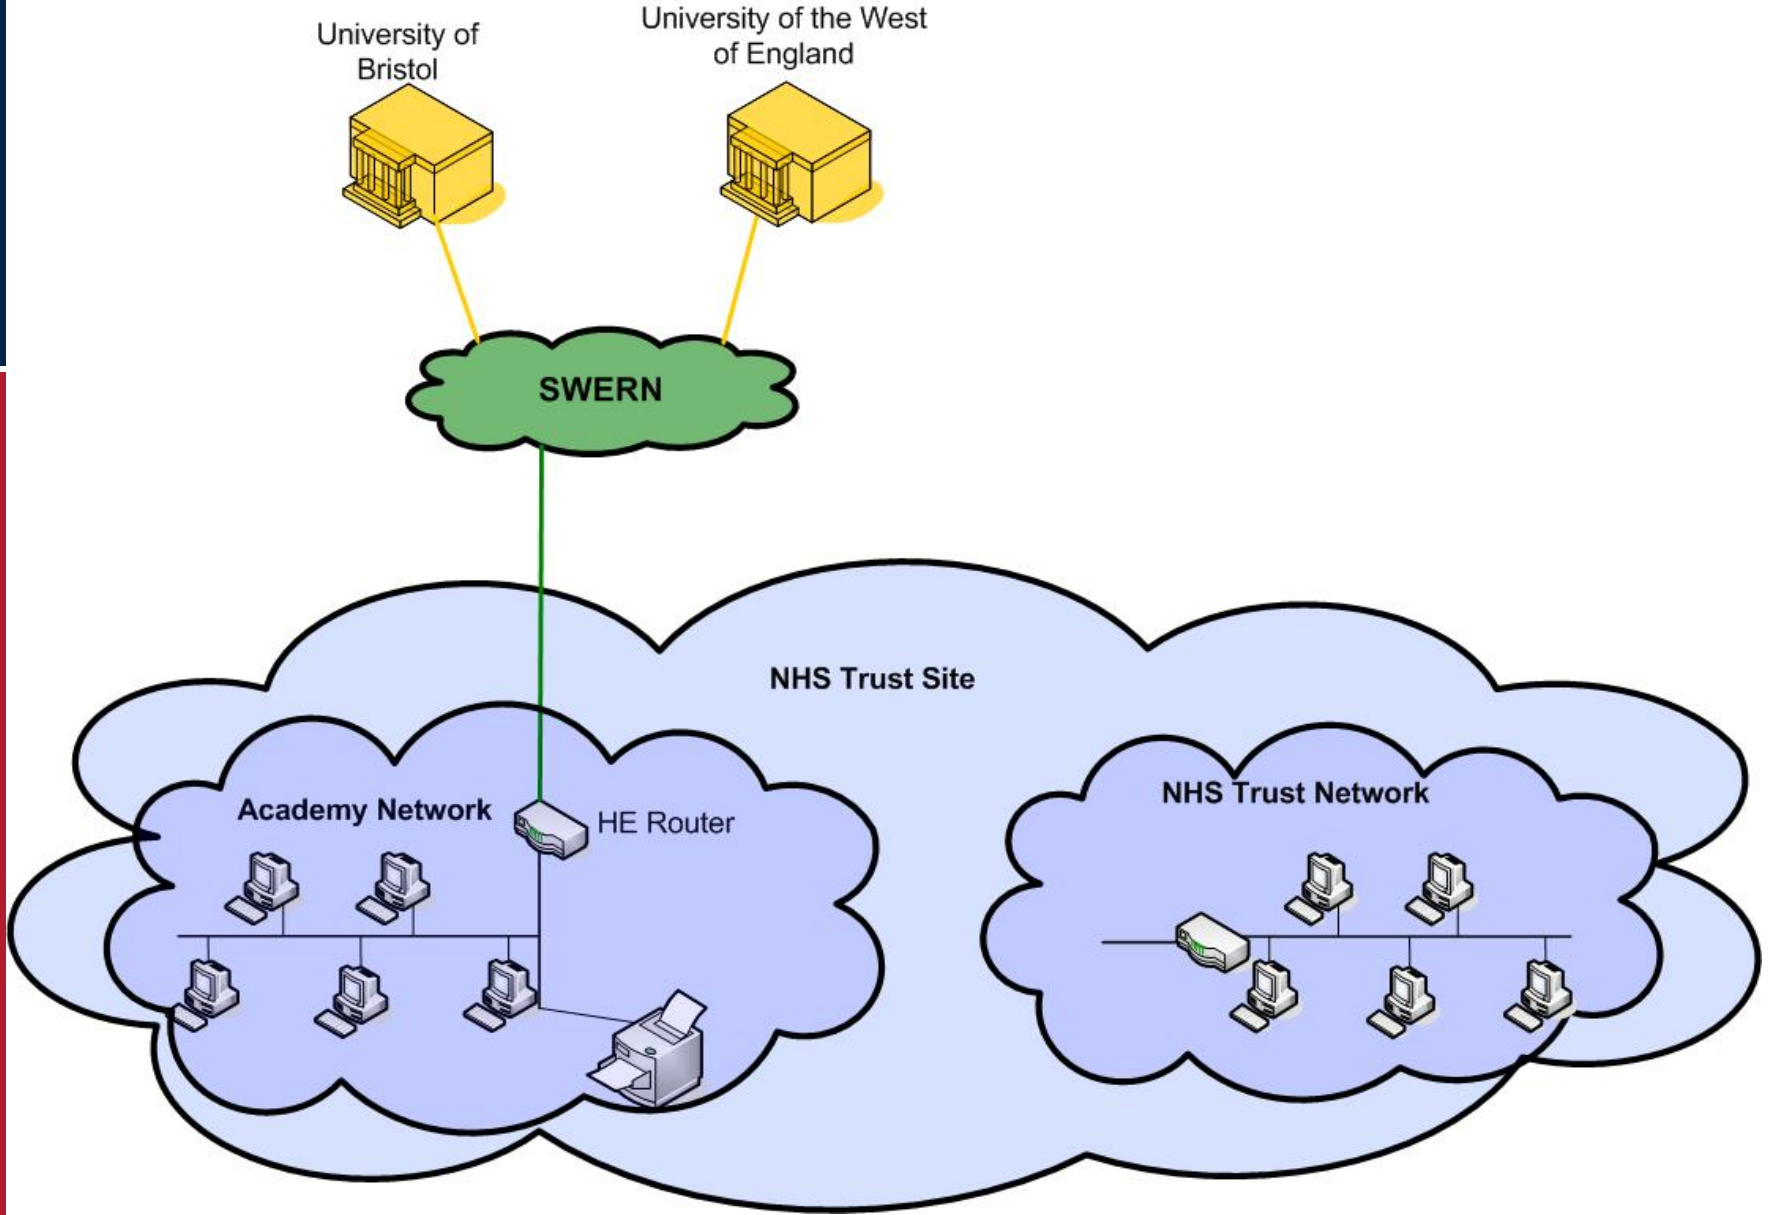 University of
Bristol
University of the West
of England
SWERN
NHS Trust Site
Academy Network
HE Router
NHS Trust Network